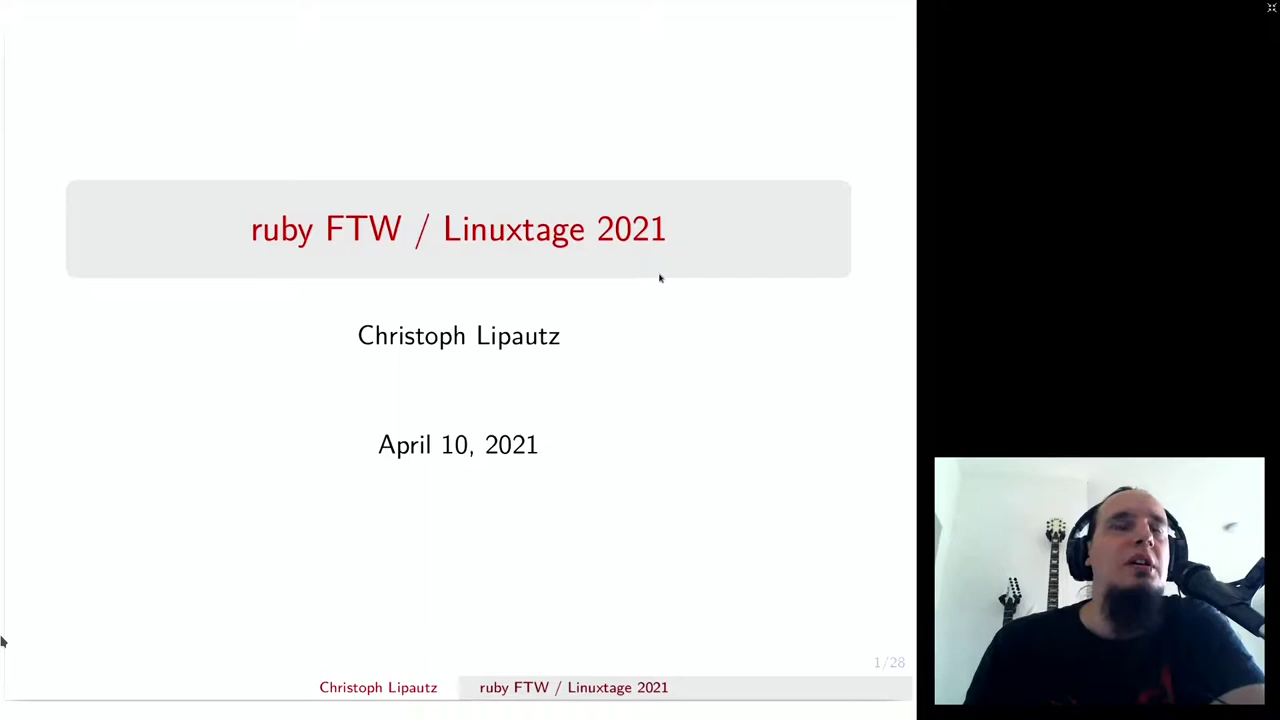 ruby FTW / Linuxtage 2021
Christoph Lipautz
April 10, 2021
1/28
Christoph Lipautz
ruby FTW / Linuxtage 2021